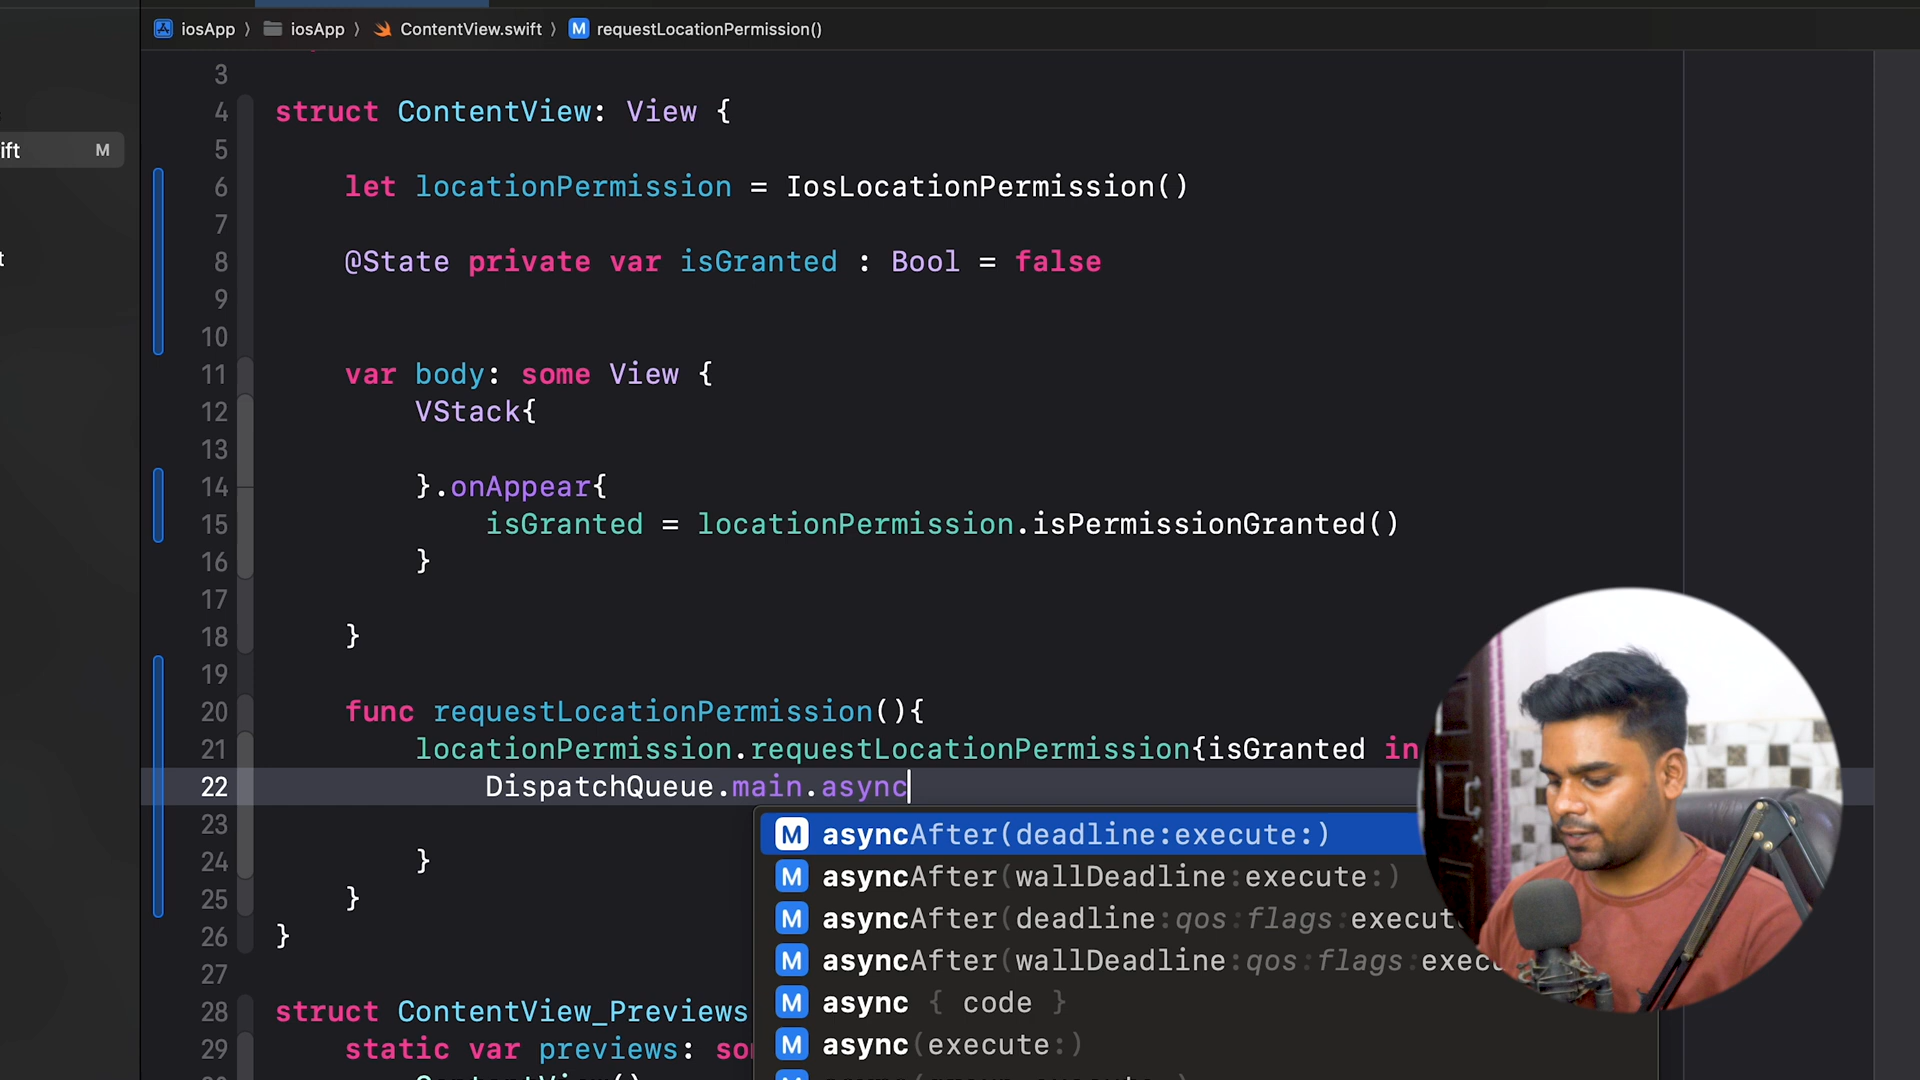 iosApp 〉 iosApp 〉 ContentView.swift 〉 M requestLocationPermission()
ift M
t
3
4 struct ContentView: View {
5
6 let locationPermission = IosLocationPermission()
7
8 @State private var isGranted : Bool = false
9
10
11 var body: some View {
12 VStack{
13
14 }.onAppear{
15 isGranted = locationPermission.isPermissionGranted()
16 }
17
18 }
19
20 func requestLocationPermission(){
21 locationPermission.requestLocationPermission{isGranted in
22 DispatchQueue.main.async
23
24 }
25 }
26 }
27
28 struct ContentView_Previews
29 static var previews: so
M asyncAfter(deadline:execute:)
M asyncAfter(wallDeadline:execute:)
M asyncAfter(deadline:qos:flags:execut
M asyncAfter(wallDeadline:qos:flags:exec
M async { code }
M async(execute:)